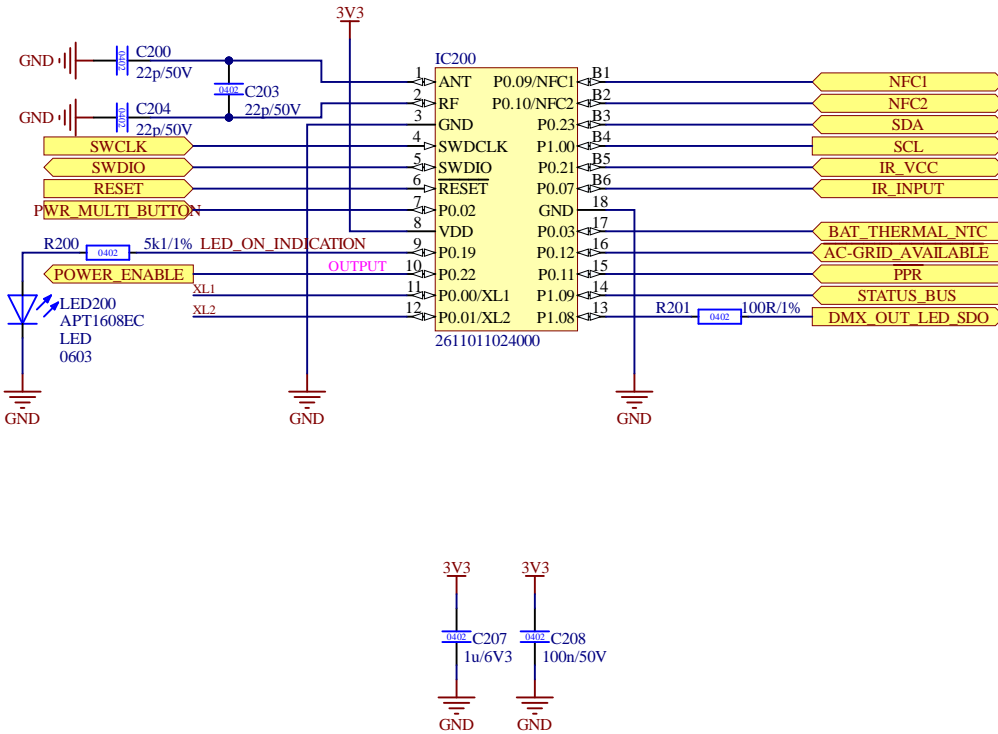 3V3
GND
0402
C200
22p/50V
0402
C203
22p/50V
GND
0402
C204
22p/50V
SWCLK
SWDIO
RESET
PWR_MULTI_BUTTON
R200
0402
5k1/1%
LED_ON_INDICATION
POWER_ENABLE
OUTPUT
XL1
XL2
LED200
APT1608EC
LED
0603
GND
GND
IC200
1 ANT
2 RF
3 GND
4 SWDCLK
5 SWDIO
6 RESET
7 P0.02
8 VDD
9 P0.19
10 P0.22
11 P0.00/XL1
12 P0.01/XL2
P0.09/NFC1 B1
P0.10/NFC2 B2
P0.23 B3
P1.00 B4
P0.21 B5
P0.07 B6
GND 18
P0.03 17
P0.12 16
P0.11 15
P1.09 14
P1.08 13
2611011024000
NFC1
NFC2
SDA
SCL
IR_VCC
IR_INPUT
BAT_THERMAL_NTC
AC-GRID_AVAILABLE
PPR
STATUS_BUS
R201
0402
100R/1%
DMX_OUT_LED_SDO
GND
3V3
0402
C207
1u/6V3
GND
3V3
0402
C208
100n/50V
GND